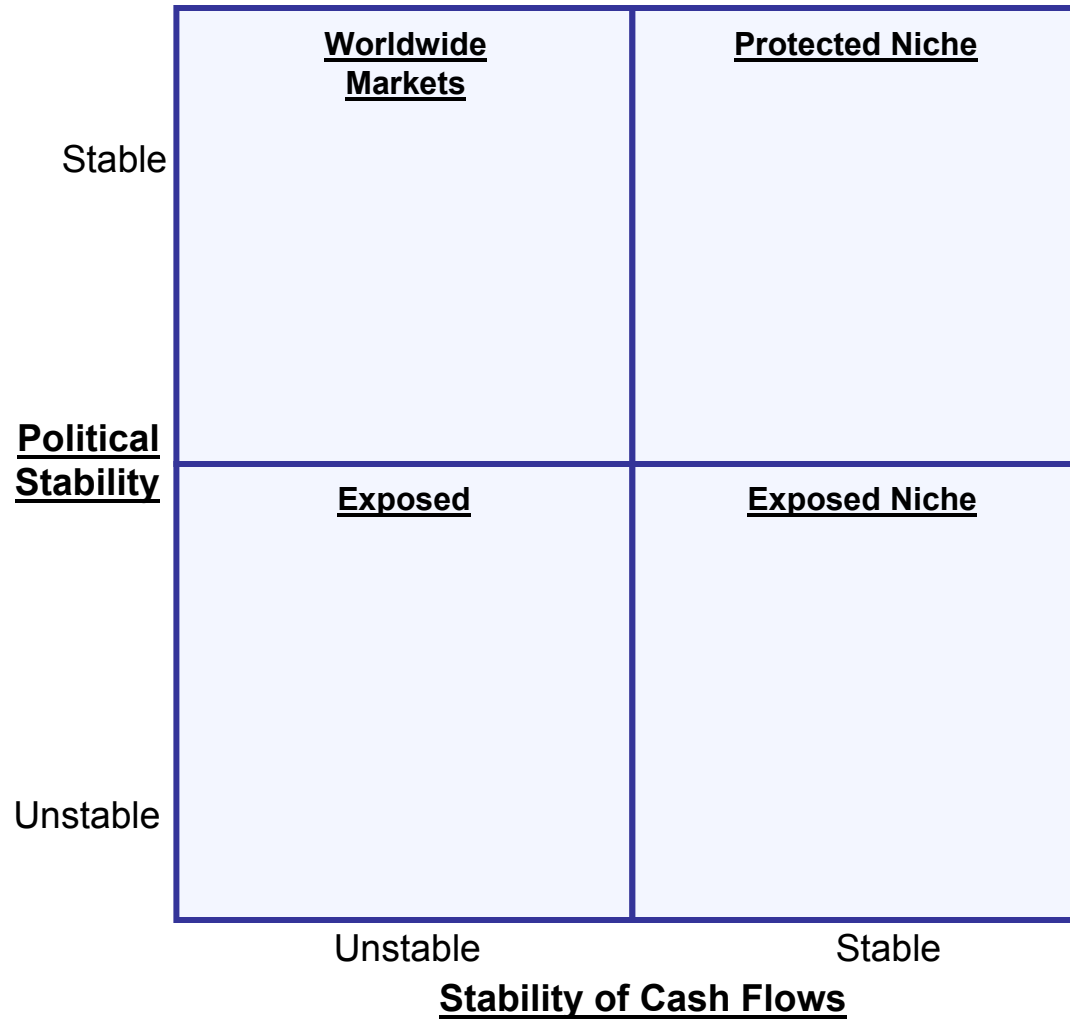 Worldwide
Markets
Protected Niche
Stable
Political
Stability
Exposed
Exposed Niche
Unstable
Unstable
Stable
Stability of Cash Flows